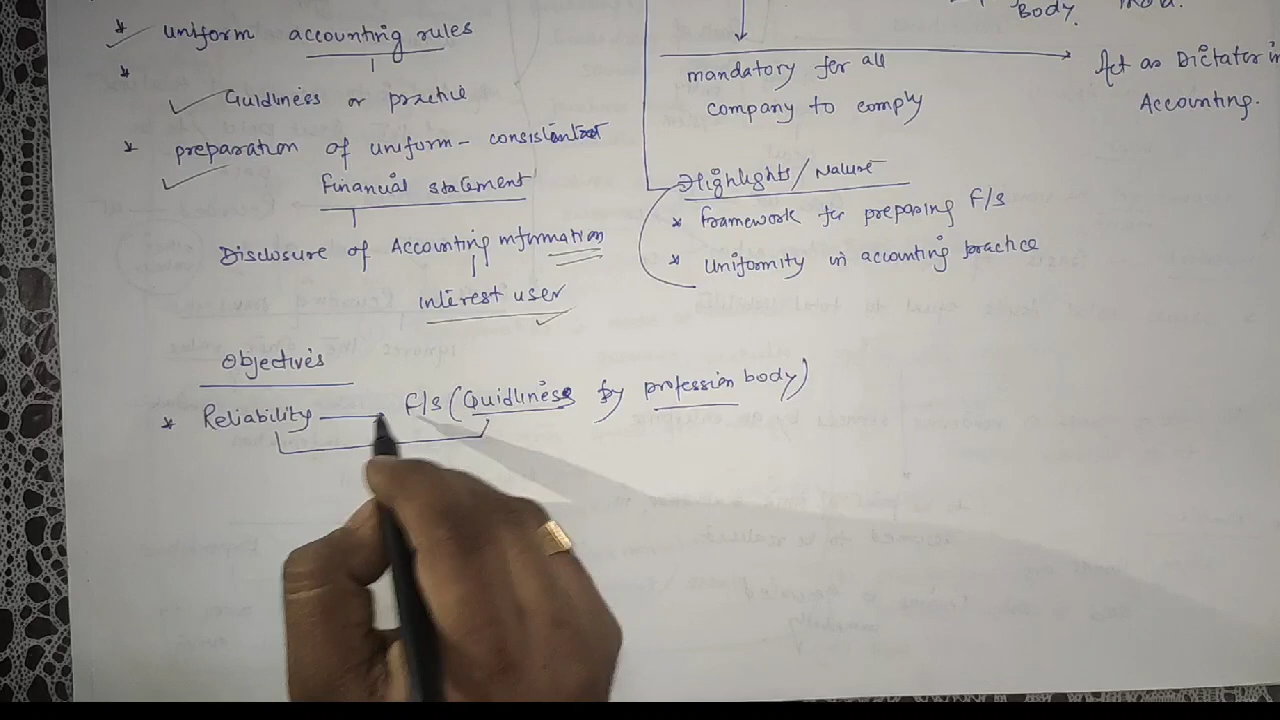 * uniform accounting rules
*
Guidliness or practice
* preparation of uniform - consistent
Financial statement
Disclosure of Accounting information
interest user
Objectives
* Reliability F/s (Guidliness by profession body)
Body.
mandatory for all
company to comply
Act as Dictator in
Accounting.
Highlights/Nature
* Framework for preparing F/s
* Uniformity in accounting practice